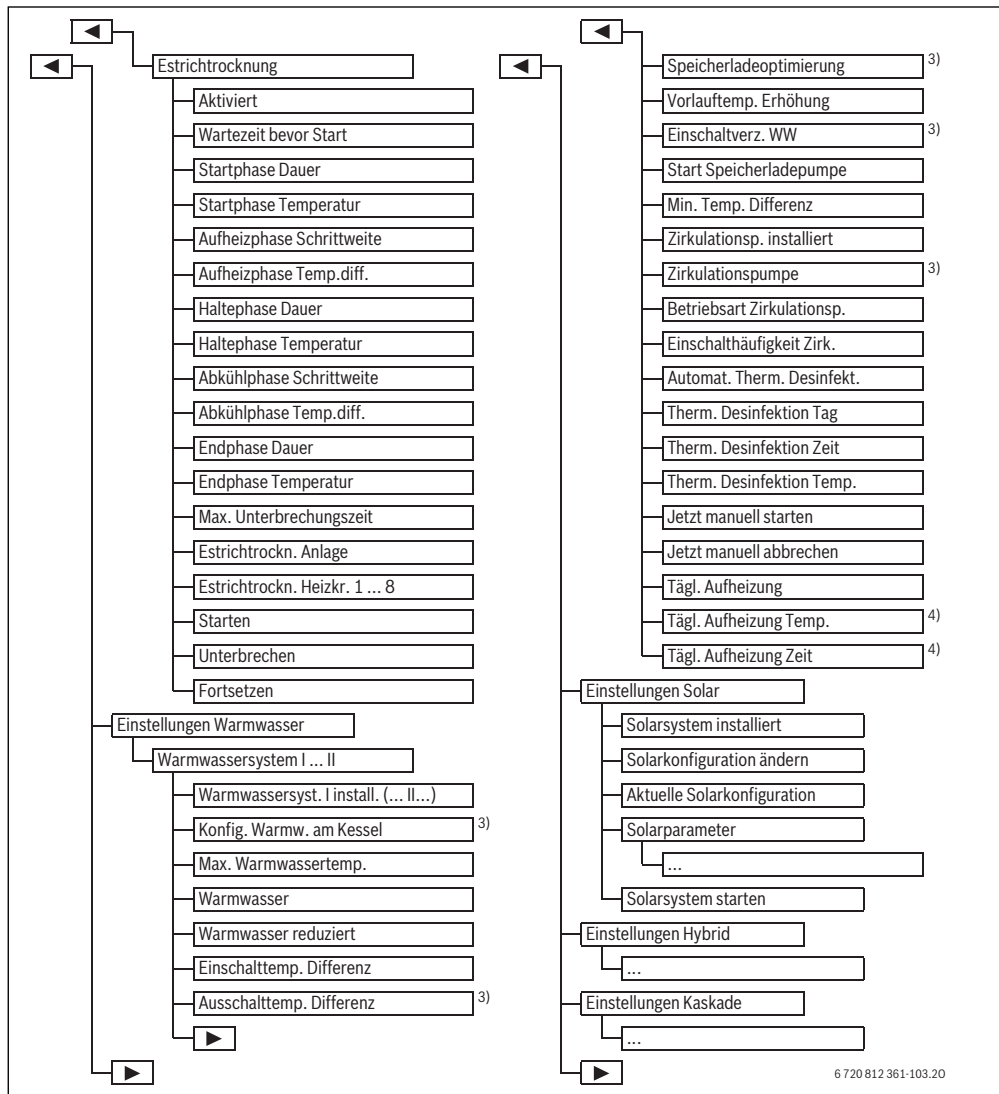 Estrichtrocknung
Aktiviert
Wartezeit bevor Start
Startphase Dauer
Startphase Temperatur
Aufheizphase Schrittweite
Aufheizphase Temp.diff.
Haltephase Dauer
Haltephase Temperatur
Abkühlphase Schrittweite
Abkühlphase Temp.diff.
Endphase Dauer
Endphase Temperatur
Max. Unterbrechungszeit
Estrichtrockn. Anlage
Estrichtrockn. Heizkr. 1 ... 8
Starten
Unterbrechen
Fortsetzen
Einstellungen Warmwasser
Warmwassersystem I ... II
Warmwassersyst. I install. (... II...)
Konfig. Warmw. am Kessel 3)
Max. Warmwassertemp.
Warmwasser
Warmwasser reduziert
Einschalttemp. Differenz
Ausschalttemp. Differenz 3)
Speicherladeoptimierung 3)
Vorlauftemp. Erhöhung
Einschaltverz. WW 3)
Start Speicherladepumpe
Min. Temp. Differenz
Zirkulationsp. installiert
Zirkulationspumpe 3)
Betriebsart Zirkulationsp.
Einschalthäufigkeit Zirk.
Automat. Therm. Desinfekt.
Therm. Desinfektion Tag
Therm. Desinfektion Zeit
Therm. Desinfektion Temp.
Jetzt manuell starten
Jetzt manuell abbrechen
Tägl. Aufheizung
Tägl. Aufheizung Temp. 4)
Tägl. Aufheizung Zeit 4)
Einstellungen Solar
Solarsystem installiert
Solarkonfiguration ändern
Aktuelle Solarkonfiguration
Solarparameter
...
Solarsystem starten
Einstellungen Hybrid
...
Einstellungen Kaskade
...
6 720 812 361-103.2O